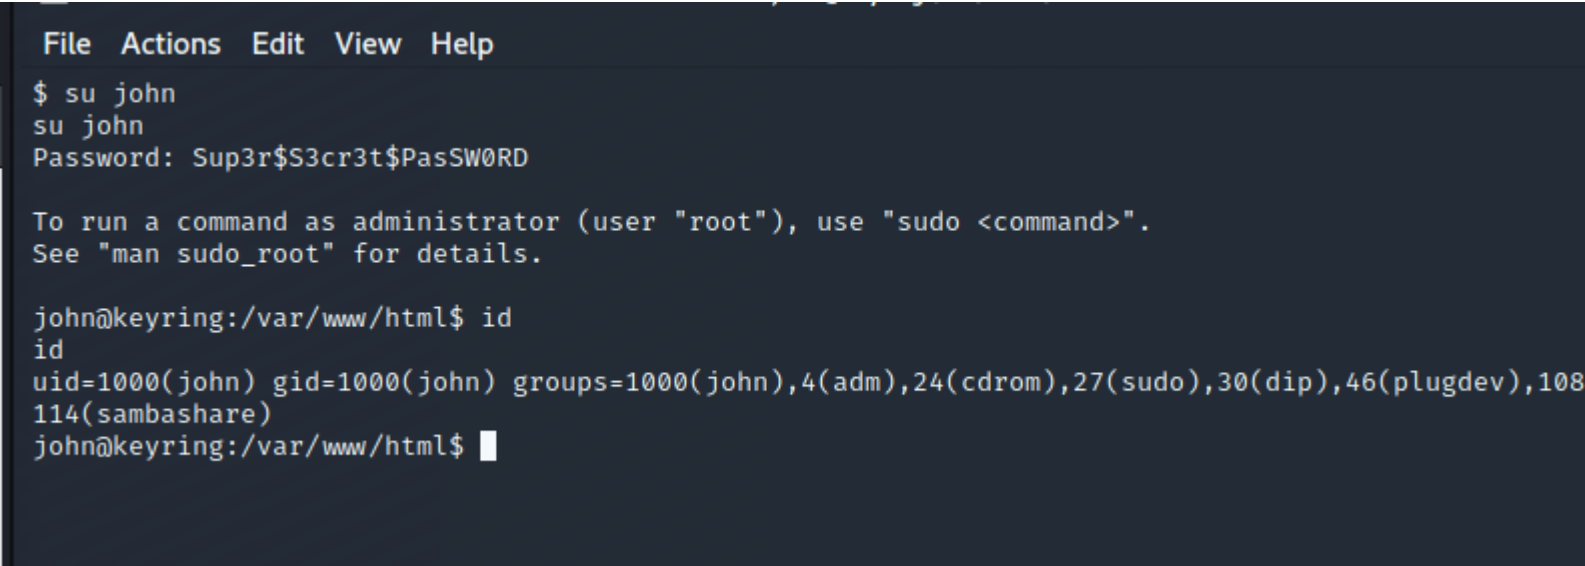 File Actions Edit View Help
$ su john
su john
Password: Sup3r$S3cr3t$PasSW0RD
To run a command as administrator (user "root"), use "sudo <command>".
See "man sudo_root" for details.
john@keyring:/var/www/html$ id
id
uid=1000(john) gid=1000(john) groups=1000(john),4(adm),24(cdrom),27(sudo),30(dip),46(plugdev),108
114(sambashare)
john@keyring:/var/www/html$